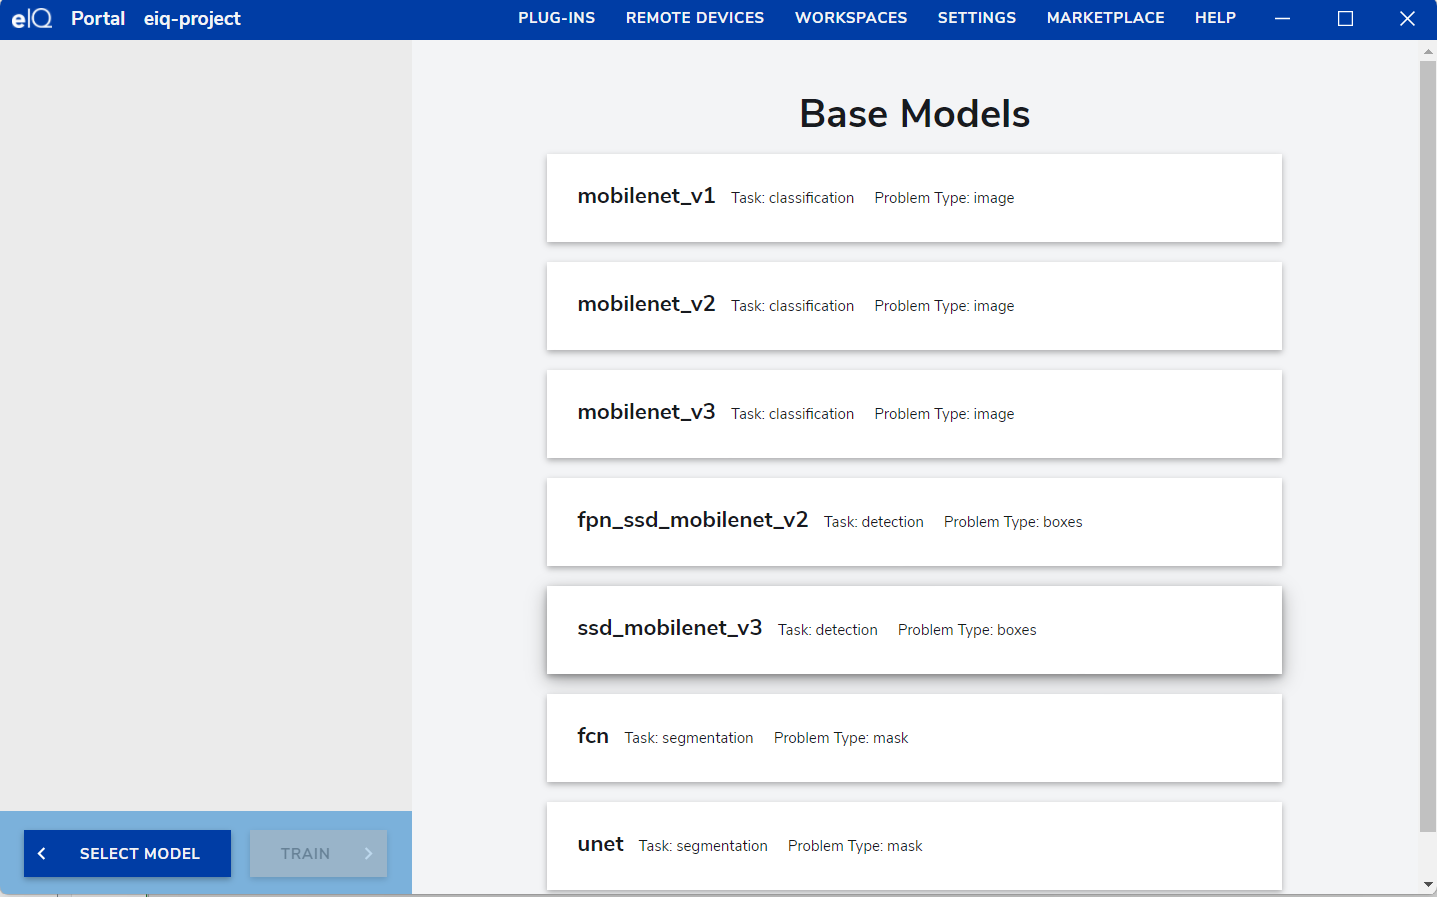 eIQ Portal eiq-project PLUG-INS REMOTE DEVICES WORKSPACES SETTINGS MARKETPLACE HELP
Base Models
mobilenet_v1 Task: classification Problem Type: image
mobilenet_v2 Task: classification Problem Type: image
mobilenet_v3 Task: classification Problem Type: image
fpn_ssd_mobilenet_v2 Task: detection Problem Type: boxes
ssd_mobilenet_v3 Task: detection Problem Type: boxes
fcn Task: segmentation Problem Type: mask
unet Task: segmentation Problem Type: mask
SELECT MODEL TRAIN